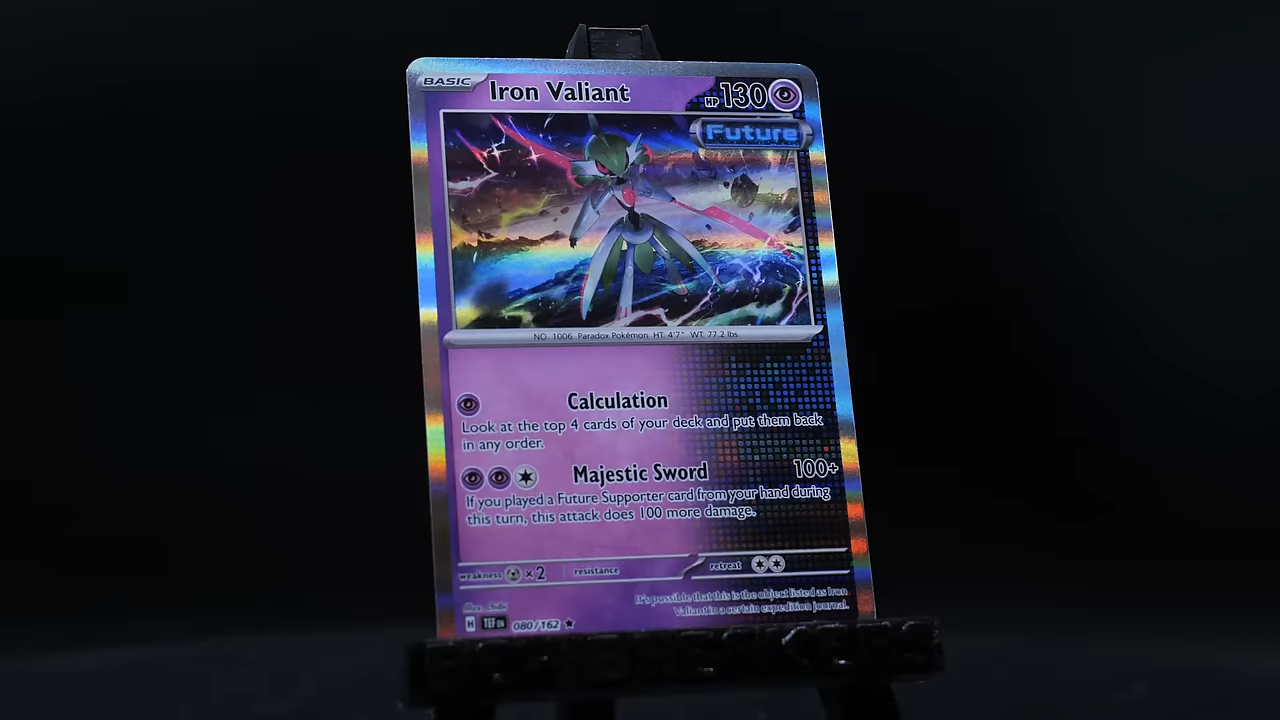 BASIC Iron Valiant HP 130
Future
NO. 1006 Paradox Pokémon HT: 4'7" WT: 77.2 lbs
Calculation
Look at the top 4 cards of your deck and put them back
in any order.
Majestic Sword 100+
If you played a Future Supporter card from your hand during
this turn, this attack does 100 more damage.
weakness ×2 resistance retreat
It's possible that this is the object listed as Iron
Valiant in a certain expedition journal.
Illus. chibi
H TEF EN 080/162